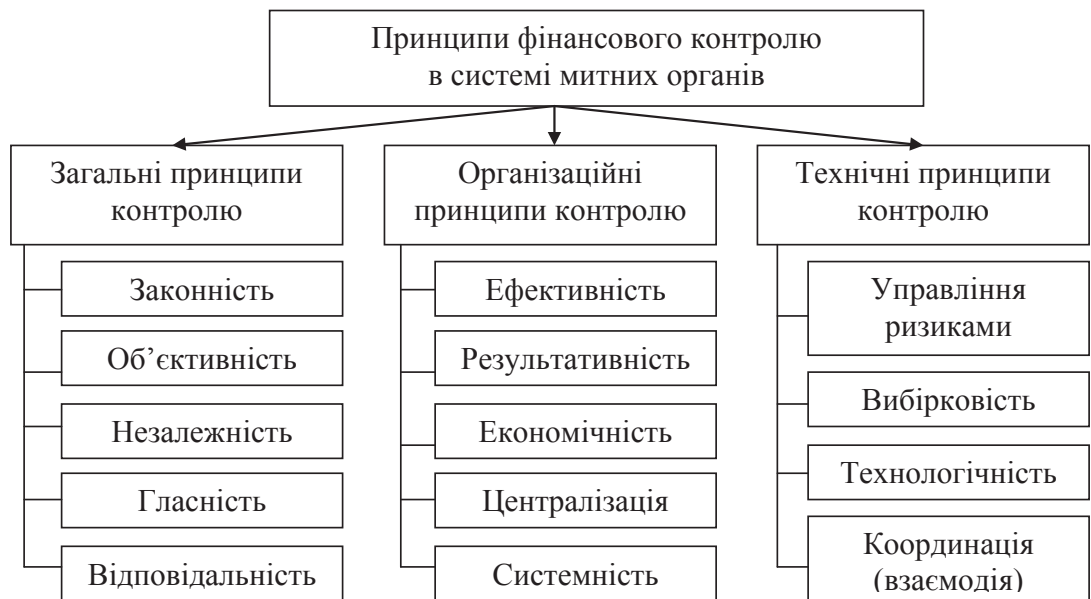 Принципи фінансового контролю
в системі митних органів
Загальні принципи
контролю
Законність
Об’єктивність
Незалежність
Гласність
Відповідальність
Організаційні
принципи контролю
Ефективність
Результативність
Економічність
Централізація
Системність
Технічні принципи
контролю
Управління
ризиками
Вибірковість
Технологічність
Координація
(взаємодія)